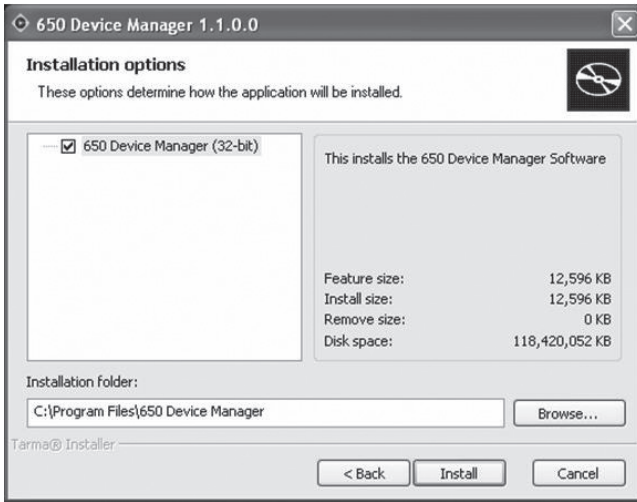 650 Device Manager 1.1.0.0
Installation options
These options determine how the application will be installed.
650 Device Manager (32-bit)
This installs the 650 Device Manager Software
Feature size: 12,596 KB
Install size: 12,596 KB
Remove size: 0 KB
Disk space: 118,420,052 KB
Installation folder:
C:\Program Files\650 Device Manager
Browse...
Tarma® Installer
< Back Install Cancel